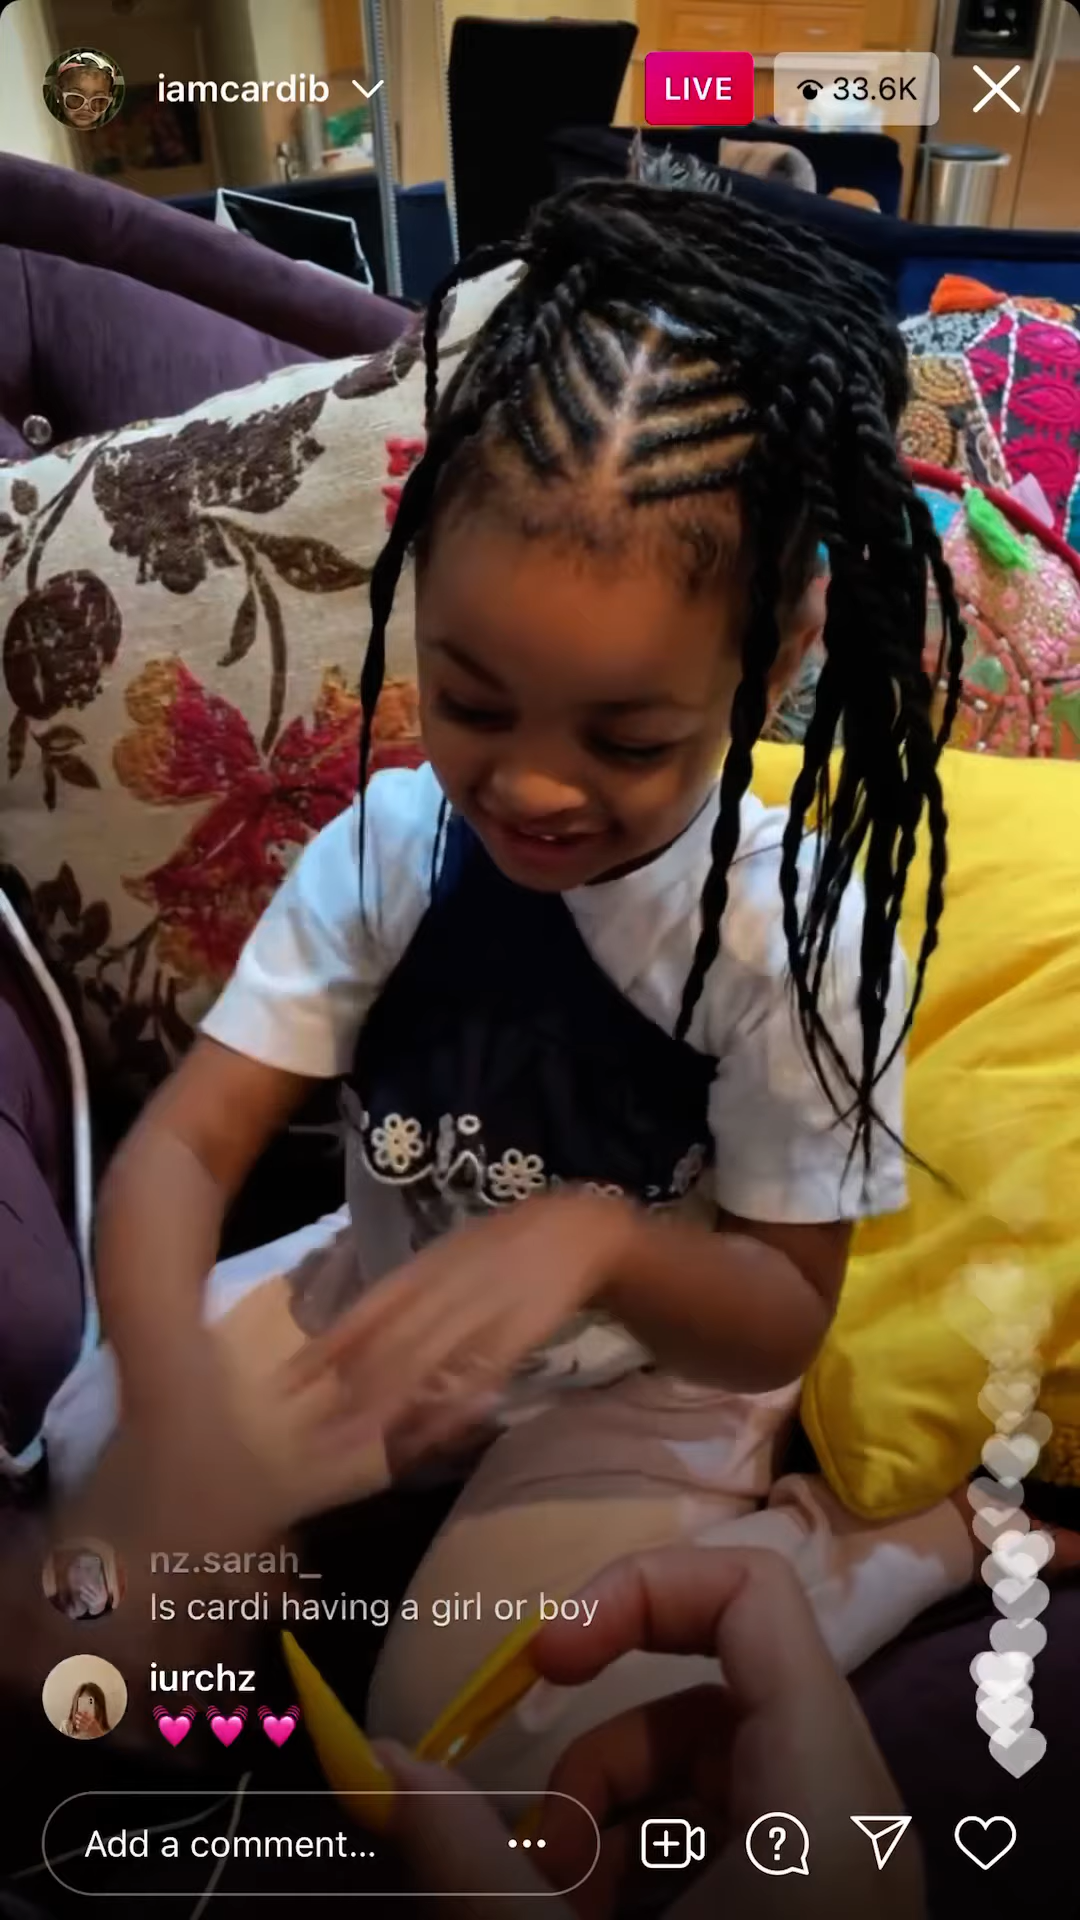 iamcardib
LIVE
33.6K
nz.sarah_
Is cardi having a girl or boy
iurchz
💓 💓 💓
Add a comment...